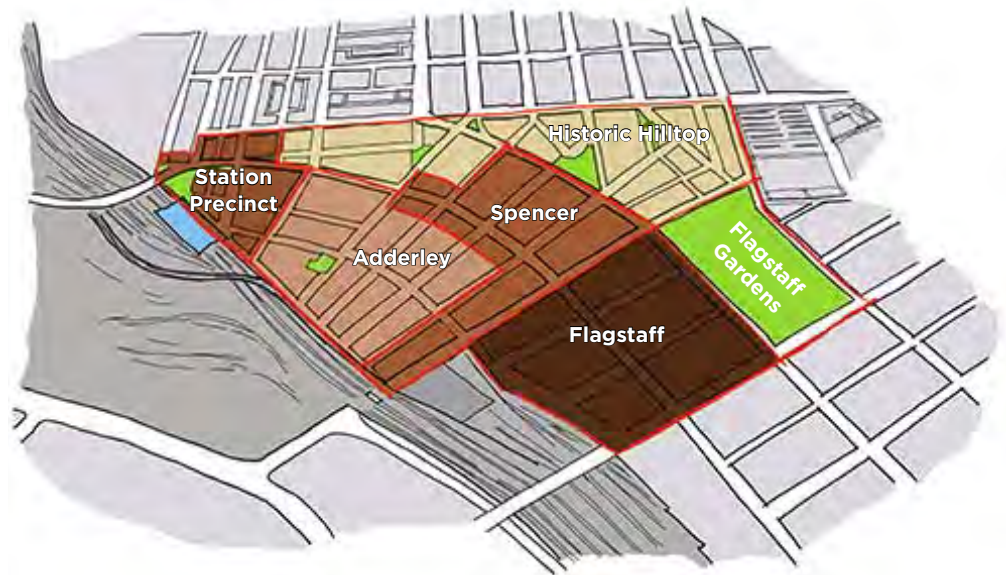 Historic Hilltop
Station
Precinct
Spencer
Adderley
Flagstaff
Gardens
Flagstaff